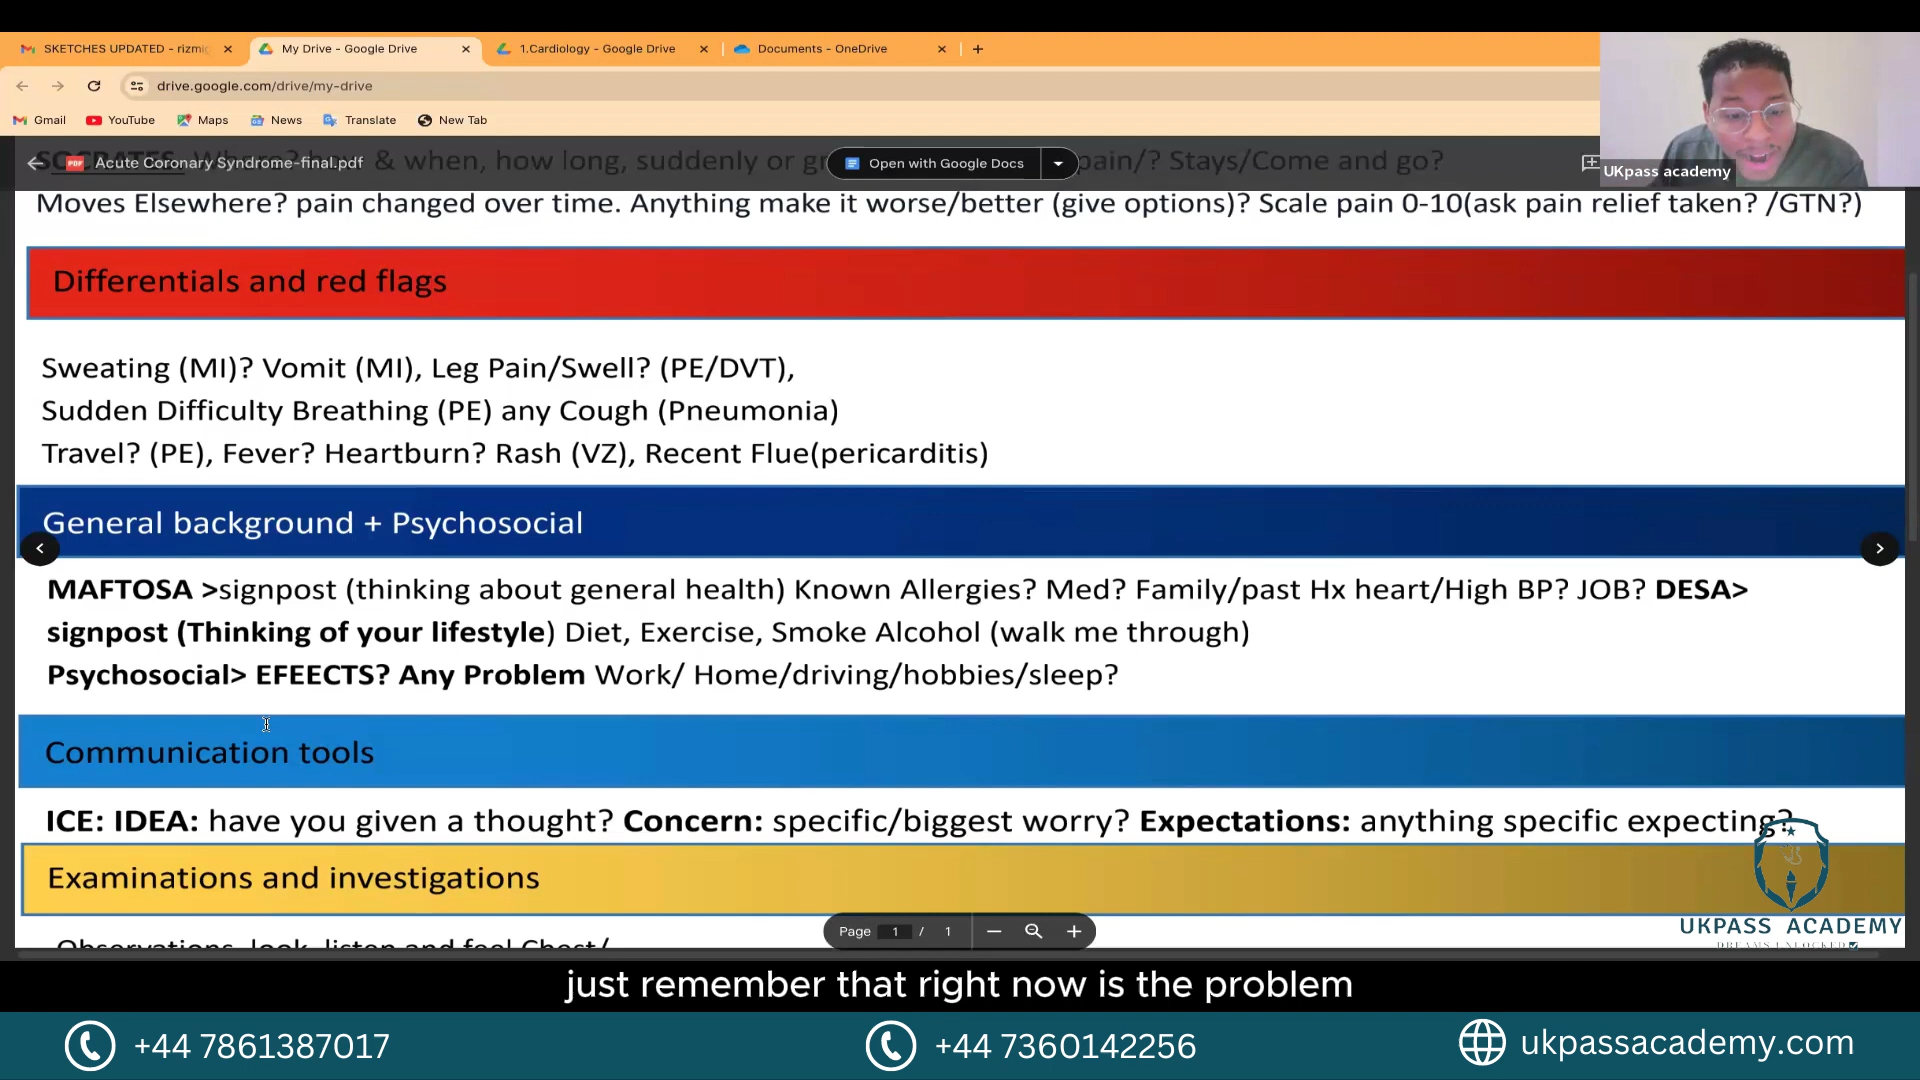 SKETCHES UPDATED - rizmi
My Drive - Google Drive
1.Cardiology - Google Drive
Documents - OneDrive
drive.google.com/drive/my-drive
Gmail
YouTube
Maps
News
Translate
New Tab
Acute Coronary Syndrome-final.pdf
Open with Google Docs
SOCRATES: Where? how & when, how long, suddenly or gr pain/? Stays/Come and go?
UKpass academy
Moves Elsewhere? pain changed over time. Anything make it worse/better (give options)? Scale pain 0-10(ask pain relief taken? /GTN?)
Differentials and red flags
Sweating (MI)? Vomit (MI), Leg Pain/Swell? (PE/DVT),
Sudden Difficulty Breathing (PE) any Cough (Pneumonia)
Travel? (PE), Fever? Heartburn? Rash (VZ), Recent Flue(pericarditis)
General background + Psychosocial
MAFTOSA >signpost (thinking about general health) Known Allergies? Med? Family/past Hx heart/High BP? JOB? DESA>
signpost (Thinking of your lifestyle) Diet, Exercise, Smoke Alcohol (walk me through)
Psychosocial> EFEECTS? Any Problem Work/ Home/driving/hobbies/sleep?
Communication tools
ICE: IDEA: have you given a thought? Concern: specific/biggest worry? Expectations: anything specific expecting?
Examinations and investigations
Observations, look, listen and feel Chest/
Page 1 / 1
UKPASS ACADEMY
DREAMS UNLOCKED
just remember that right now is the problem
+44 7861387017
+44 7360142256
ukpassacademy.com